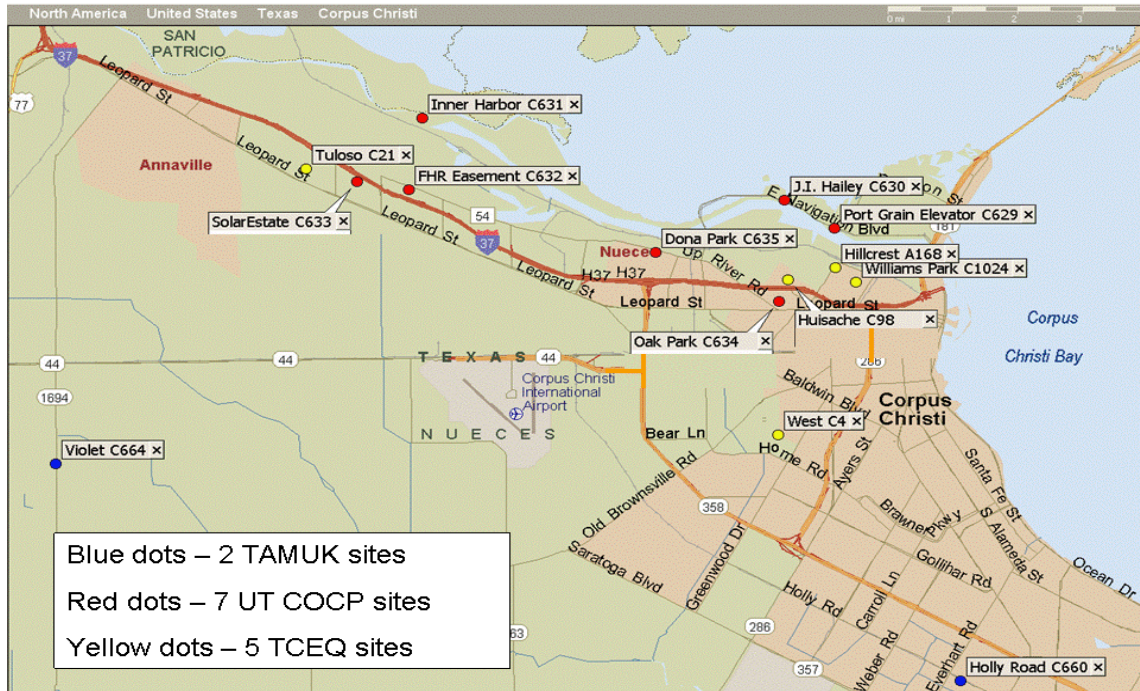 North America United States Texas Corpus Christi
0 mi 1 2 3
SAN
PATRICIO
37
Leopard St
77
Inner Harbor C631 ×
Annaville
Leopard St
Tuloso C21 ×
FHR Easement C632 ×
SolarEstate C633 ×
Leopard St
54
37
J.I. Hailey C630 ×
E Navigation Blvd
Port Grain Elevator C629 ×
181
Dona Park C635 ×
Nuece
Up River Rd
Hillcrest A168 ×
Williams Park C1024 ×
H37 H37
Leopard St
Leopard St
Leopard St
Huisache C98 ×
Oak Park C634 ×
Corpus
Christi Bay
44
44
TEXAS
44
286
1694
Corpus Christi
International
Airport
Baldwin Blvd
Corpus
Christi
NUECES
Bear Ln
West C4 ×
Home Rd
Ayers St
Violet C664 ×
Old Brownsville Rd
Santa Fe St
358
Brawner Pkwy
S Alameda St
Blue dots – 2 TAMUK sites
Red dots – 7 UT COCP sites
Yellow dots – 5 TCEQ sites
Saratoga Blvd
Greenwood Dr
Gollihar Rd
Ocean Dr
Holly Rd
Carroll Ln
63
286
357
Weber Rd
Everhart Rd
Holly Road C660 ×